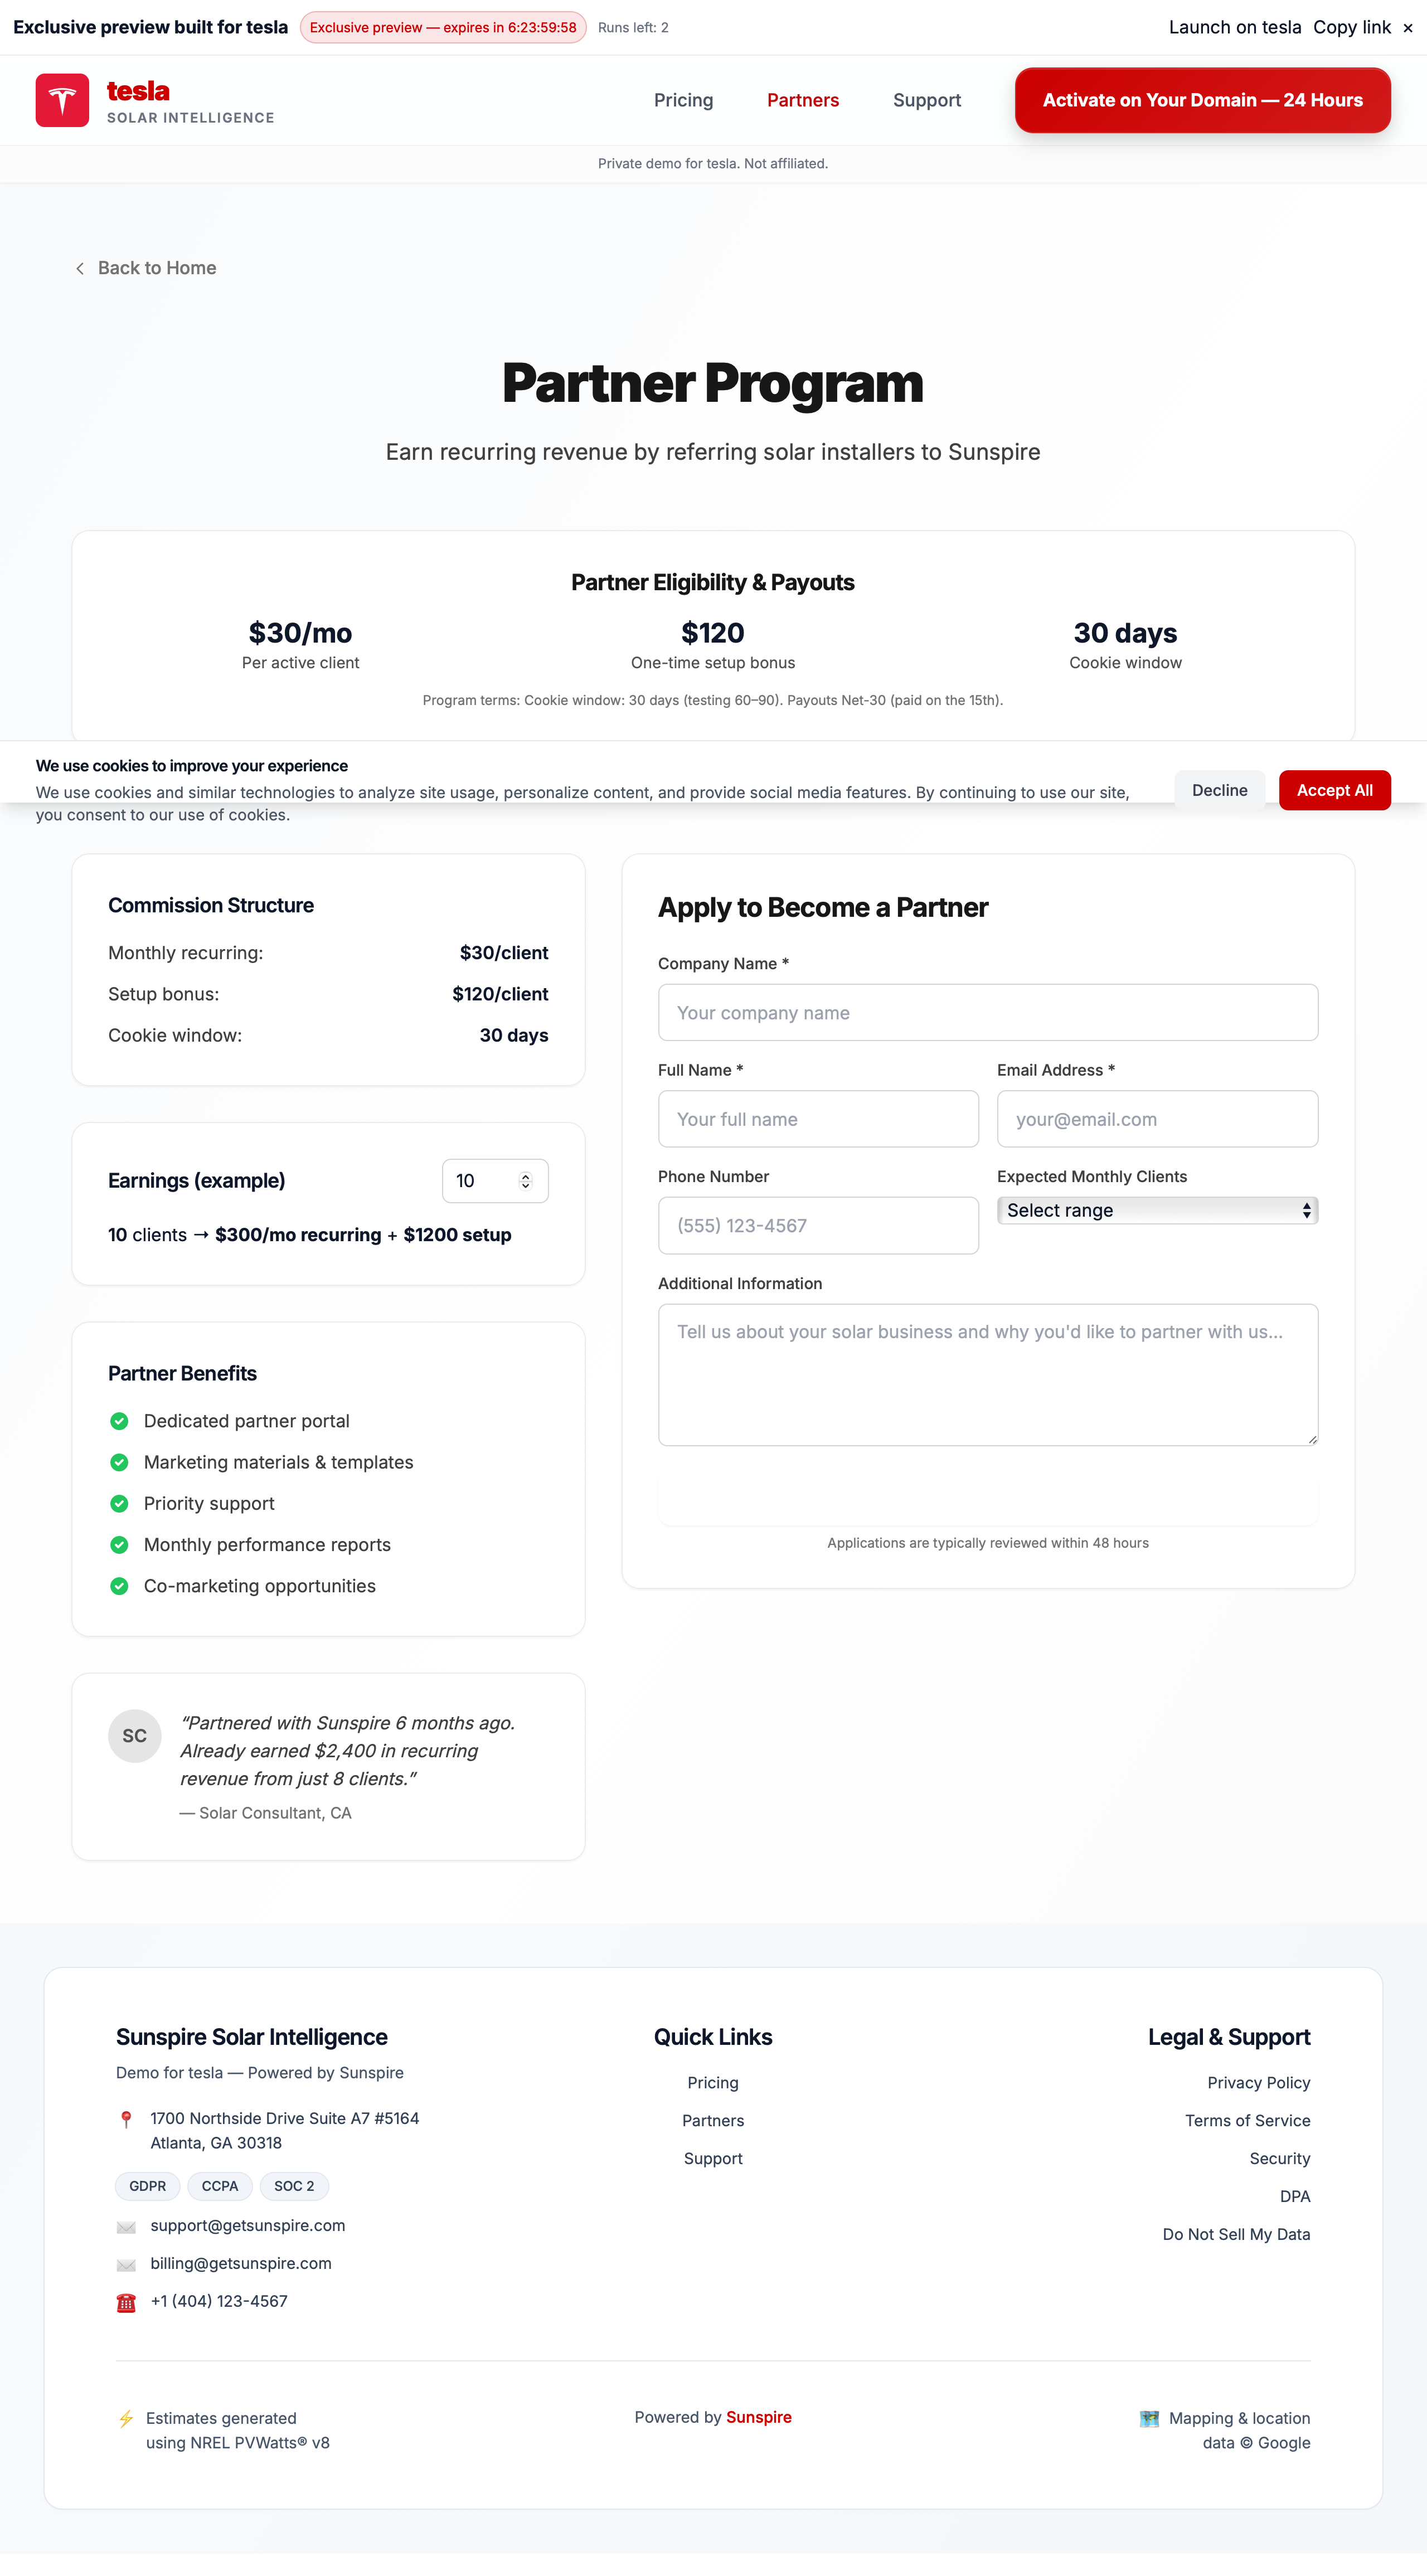 Exclusive preview built for tesla
Exclusive preview — expires in 6:23:59:58
Runs left: 2
Launch on tesla
Copy link
×
tesla
SOLAR INTELLIGENCE
Pricing
Partners
Support
Activate on Your Domain — 24 Hours
Private demo for tesla. Not affiliated.
Back to Home
Partner Program
Earn recurring revenue by referring solar installers to Sunspire
Partner Eligibility & Payouts
$30/mo
Per active client
$120
One-time setup bonus
30 days
Cookie window
Program terms: Cookie window: 30 days (testing 60–90). Payouts Net-30 (paid on the 15th).
We use cookies to improve your experience
We use cookies and similar technologies to analyze site usage, personalize content, and provide social media features. By continuing to use our site,
you consent to our use of cookies.
Decline
Accept All
Commission Structure
Monthly recurring: $30/client
Setup bonus: $120/client
Cookie window: 30 days
Earnings (example)
10
10 clients → $300/mo recurring + $1200 setup
Partner Benefits
Dedicated partner portal
Marketing materials & templates
Priority support
Monthly performance reports
Co-marketing opportunities
SC
“Partnered with Sunspire 6 months ago.
Already earned $2,400 in recurring
revenue from just 8 clients.”
— Solar Consultant, CA
Apply to Become a Partner
Company Name *
Your company name
Full Name *
Your full name
Email Address *
your@email.com
Phone Number
(555) 123-4567
Expected Monthly Clients
Select range
Additional Information
Tell us about your solar business and why you'd like to partner with us...
Applications are typically reviewed within 48 hours
Sunspire Solar Intelligence
Demo for tesla — Powered by Sunspire
1700 Northside Drive Suite A7 #5164
Atlanta, GA 30318
GDPR
CCPA
SOC 2
support@getsunspire.com
billing@getsunspire.com
+1 (404) 123-4567
Quick Links
Pricing
Partners
Support
Legal & Support
Privacy Policy
Terms of Service
Security
DPA
Do Not Sell My Data
Estimates generated
using NREL PVWatts® v8
Powered by Sunspire
Mapping & location
data © Google